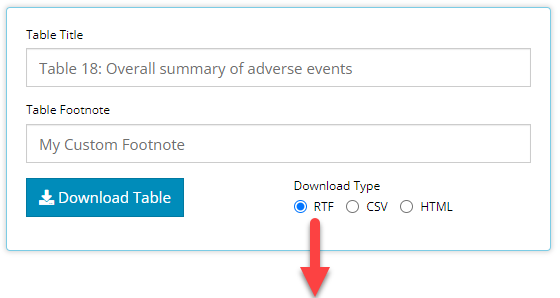 Table Title
Table 18: Overall summary of adverse events
Table Footnote
My Custom Footnote
Download Table
Download Type
RTF CSV HTML